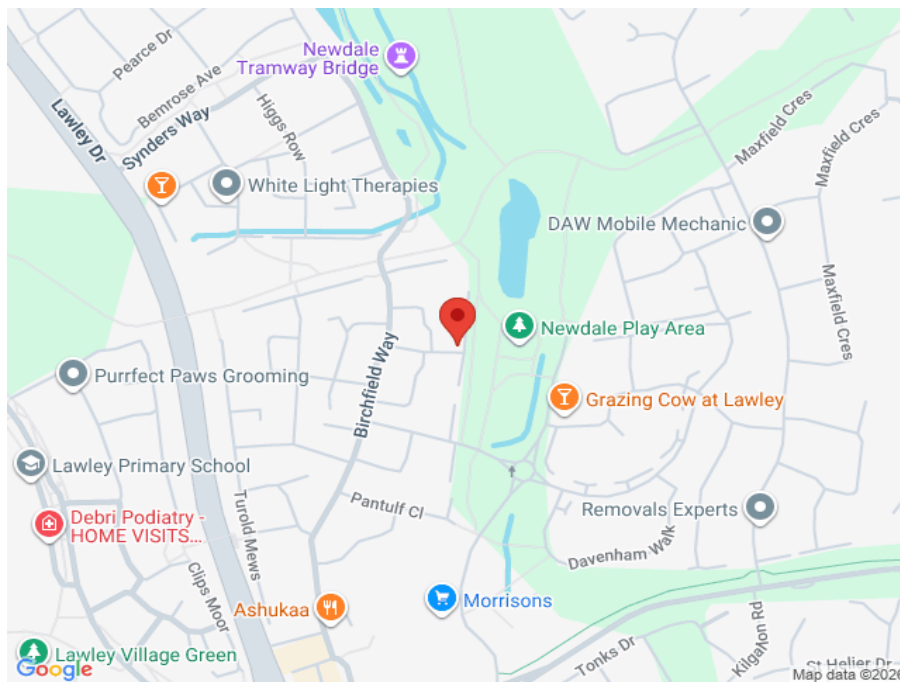 Newdale
Tramway Bridge
Pearce Dr
Bemrose Ave
Lawley Dr
Synders Way
Higgs Row
White Light Therapies
Maxfield Cres
Maxfield Cres
DAW Mobile Mechanic
Maxfield Cres
Newdale Play Area
Birchfield Way
Purrfect Paws Grooming
Grazing Cow at Lawley
Lawley Primary School
Turold Mews
Pantulf Cl
Removals Experts
Debri Podiatry -
HOME VISITS...
Davenham Walk
Clips Moor
Ashukaa
Morrisons
Kilgallon Rd
Tonks Dr
Lawley Village Green
St Helier Dr
Google
Map data ©2026